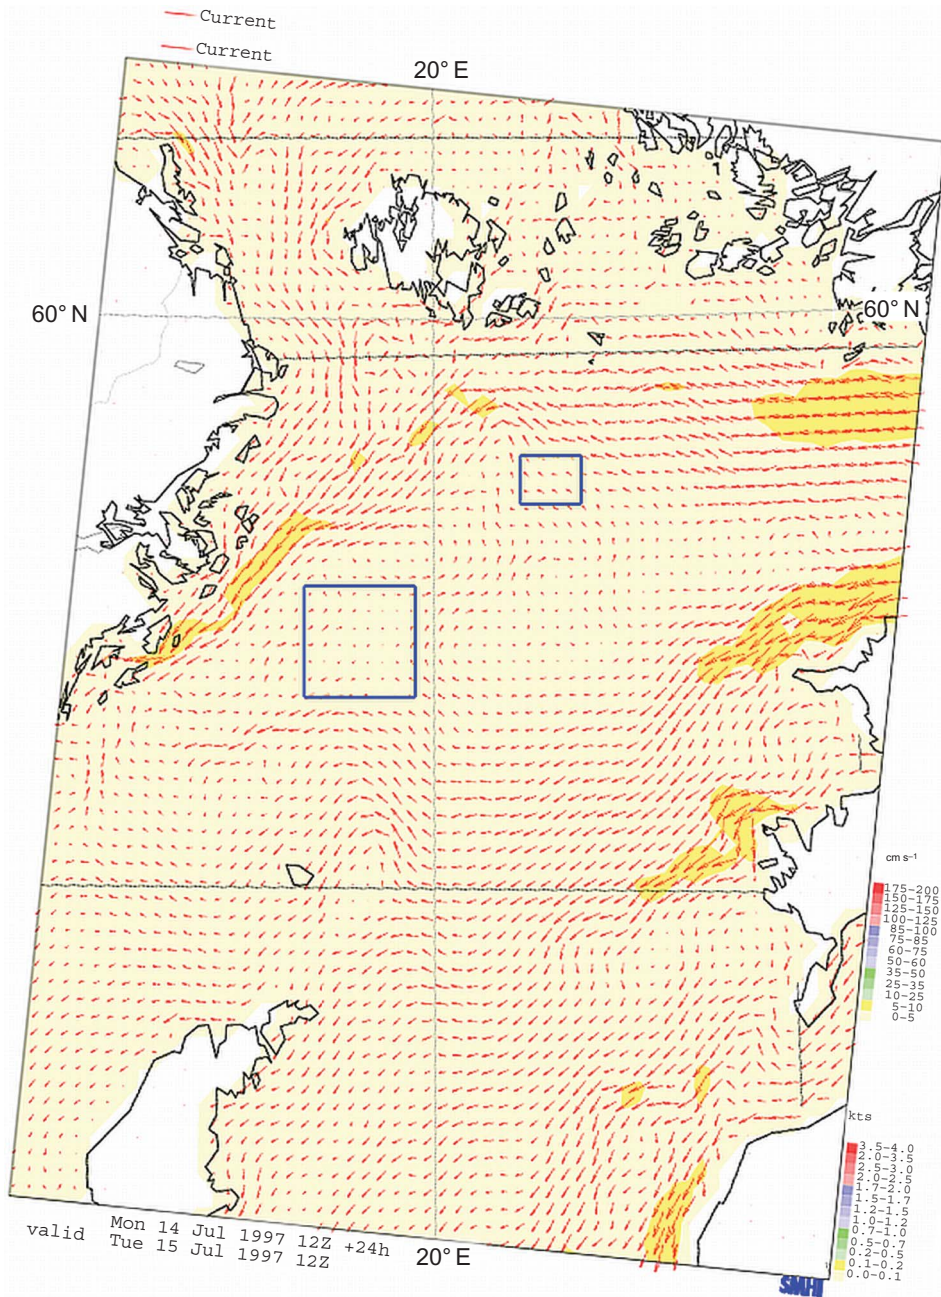 Current
Current
20° E
60° N
60° N
cm s⁻¹
175-200
150-175
125-150
100-125
85-100
75-85
60-75
50-60
35-50
25-35
10-25
5-10
0-5
kts
3.5-4.0
2.0-3.5
2.5-3.0
2.0-2.5
1.7-2.0
1.5-1.7
1.2-1.5
1.0-1.2
0.7-1.0
0.5-0.7
0.2-0.5
0.1-0.2
0.0-0.1
valid Mon 14 Jul 1997 12Z +24h
Tue 15 Jul 1997 12Z
20° E
SMHI